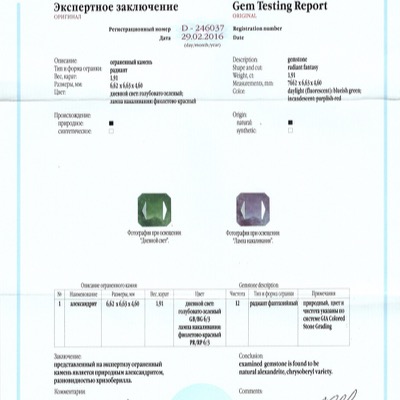 Экспертное заключение
ОРИГИНАЛ
Gem Testing Report
ORIGINAL
Регистрационный номер D - 246037 Registration number
Дата 29.02.2016 Date
(day/month/year)
Описание ограненный камень
Тип и форма огранки радиант
Вес, карат 1,91
Размеры, мм 6,62 x 6,63 x 4,60
Цвет: дневной свет: голубовато-зеленый;
лампа накаливания: фиолетово-красный
Description gemstone
Shape and cut: radiant fantasy
Weight, ct 1,91
Measurements, mm x 6,63 x 4,60
Color daylight (fluorescent): bluish green;
incandescent: purplish-red
Происхождение
природное ■
синтетическое □
Origin
natural ■
synthetic □
Фотография при освещении
"Дневной свет".
Фотография при освещении
"Лампа накаливания".
Описание ограненного камня Gemstone description
№ Наименование Размеры, мм Вес, карат Цвет Чистота Тип и форма огранки Примечания
1 александрит 6,62 x 6,63 x 4,60 1,91 дневной свет:
голубовато-зеленый
GB/BG 6/3
лампа накаливания:
фиолетово-красный
PR/RP 6/3
радиант фантазийный
природный, цвет и
чистота указаны по
системе GIA Colored
Stone Grading
Заключение
представленный на экспертизу ограненный
камень является природным александритом,
разновидностью хризоберилла.
Комментарии
Conclusion
examined gemstone is found to be
natural alexandrite, chrysoberyl variety.
Comments